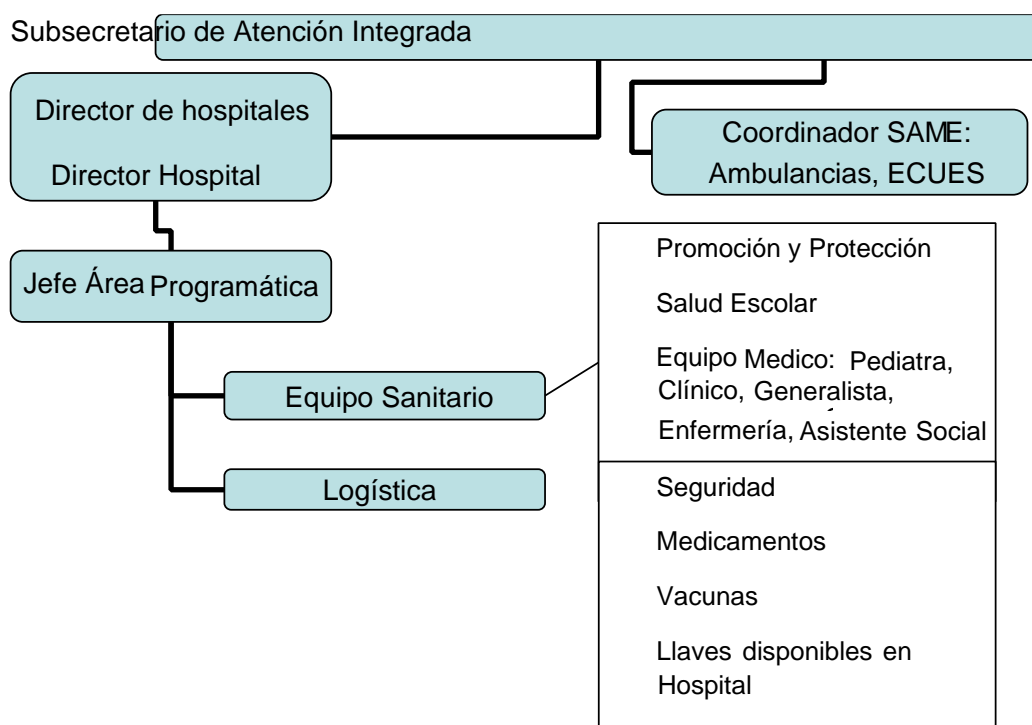 Subsecretario de Atención Integrada
Director de hospitales
Director Hospital
Coordinador SAME:
Ambulancias, ECUES
Jefe Área Programática
Equipo Sanitario
Logística
Promoción y Protección
Salud Escolar
Equipo Medico: Pediatra,
Clínico, Generalista,
Enfermería, Asistente Social
Seguridad
Medicamentos
Vacunas
Llaves disponibles en
Hospital